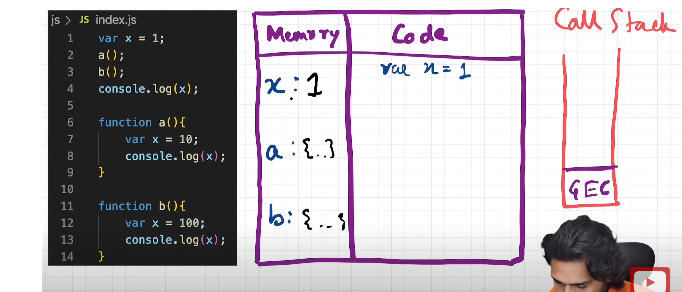 js > JS index.js
1 var x = 1;
2 a();
3 b();
4 console.log(x);
5
6 function a(){
7 var x = 10;
8 console.log(x);
9 }
10
11 function b(){
12 var x = 100;
13 console.log(x);
14 }
Memory Code
var x = 1
x : 1
a : {..}
b : {...}
Call Stack
GEC